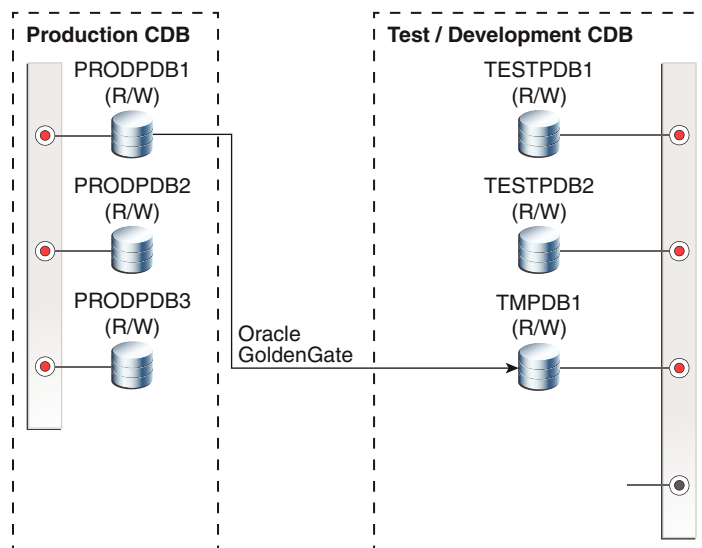 Production CDB
PRODPDB1
(R/W)
PRODPDB2
(R/W)
PRODPDB3
(R/W)
Oracle
GoldenGate
Test / Development CDB
TESTPDB1
(R/W)
TESTPDB2
(R/W)
TMPDB1
(R/W)